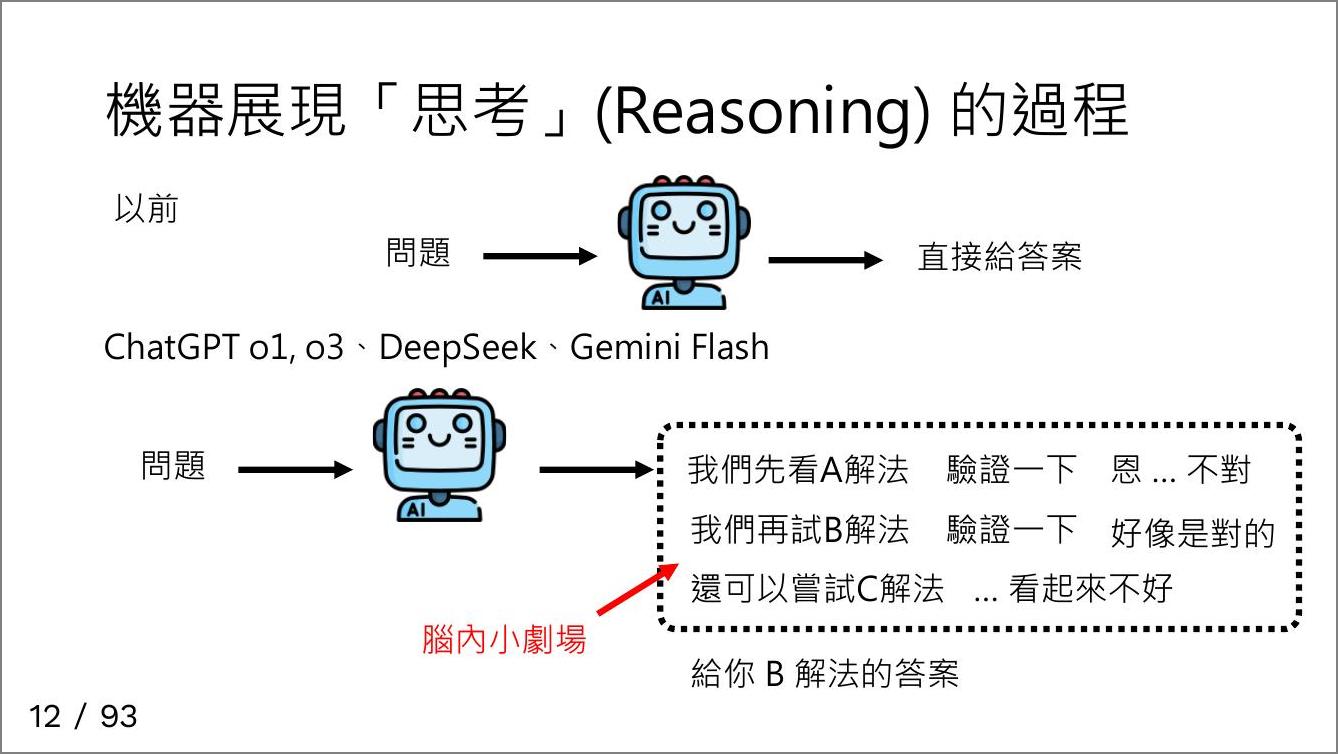 機器展現「思考」(Reasoning) 的過程
以前
問題
AI
直接給答案
ChatGPT o1, o3、DeepSeek、Gemini Flash
問題
AI
我們先看A解法 驗證一下 恩 ... 不對
我們再試B解法 驗證一下 好像是對的
還可以嘗試C解法 ... 看起來不好
腦內小劇場
給你 B 解法的答案
12 / 93